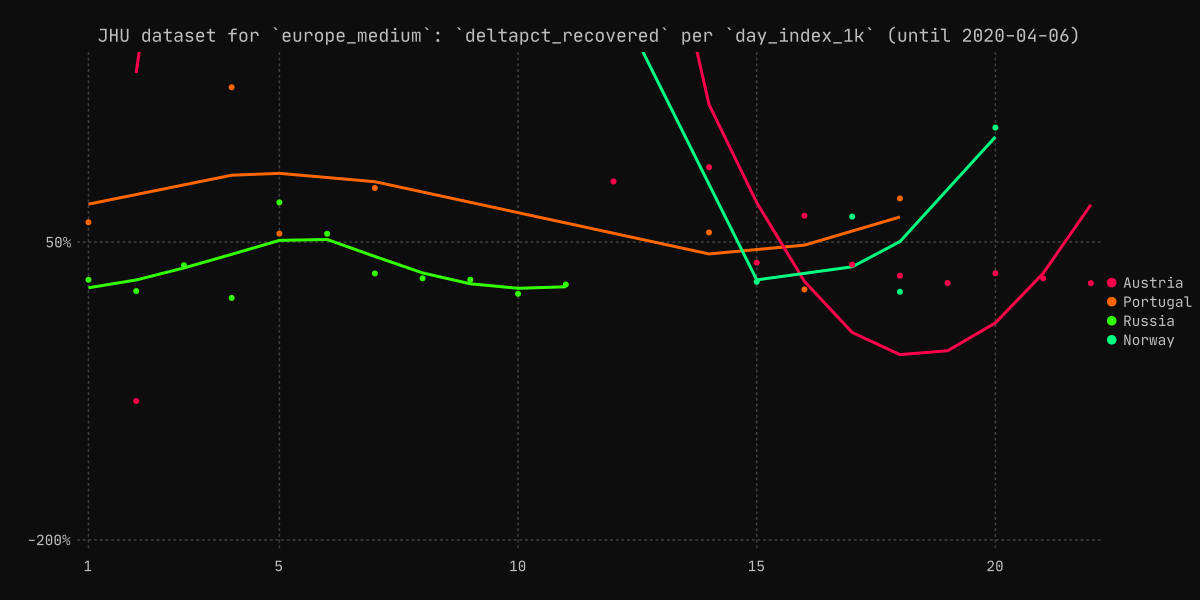 JHU dataset for `europe_medium`: `deltapct_recovered` per `day_index_1k` (until 2020-04-06)
50%
-200%
1 5 10 15 20
Austria
Portugal
Russia
Norway